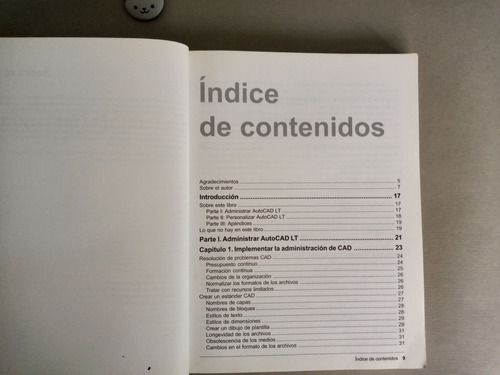 Índice
de contenidos
Agradecimientos 5
Sobre el autor 7
Introducción 17
Sobre este libro 17
Parte I: Administrar AutoCAD LT 17
Parte II: Personalizar AutoCAD LT 18
Parte III: Apéndices 19
Lo que no hay en este libro 19
Parte I. Administrar AutoCAD LT 21
Capítulo 1. Implementar la administración de CAD 23
Resolución de problemas CAD 24
Presupuesto continuo 24
Formación continua 25
Cambios de la organización 26
Normalizar los formatos de los archivos 26
Tratar con recursos limitados 26
Crear un estándar CAD 27
Nombres de capas 27
Nombres de bloques 28
Estilos de texto 28
Estilos de dimensiones 29
Crear un dibujo de plantilla 29
Longevidad de los archivos 31
Obsolescencia de los medios 31
Cambios en el formato de los archivos 31
Índice de contenidos 9